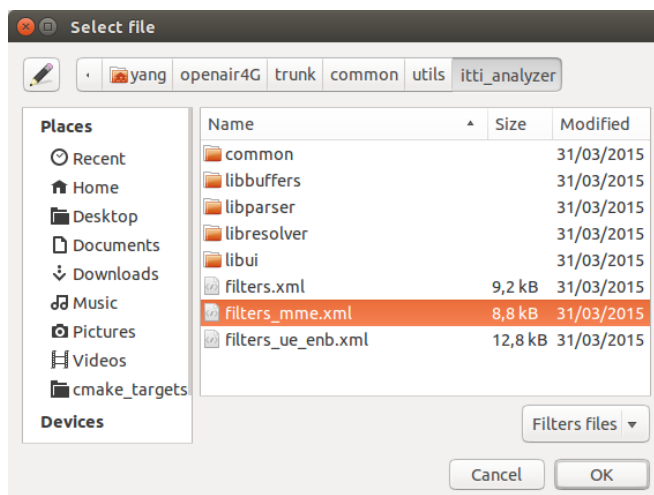 Select file
yang openair4G trunk common utils itti_analyzer
Places
Recent
Home
Desktop
Documents
Downloads
Music
Pictures
Videos
cmake_targets
Devices
Name Size Modified
common 31/03/2015
libbuffers 31/03/2015
libparser 31/03/2015
libresolver 31/03/2015
libui 31/03/2015
filters.xml 9,2 kB 31/03/2015
filters_mme.xml 8,8 kB 31/03/2015
filters_ue_enb.xml 12,8 kB 31/03/2015
Filters files
Cancel OK